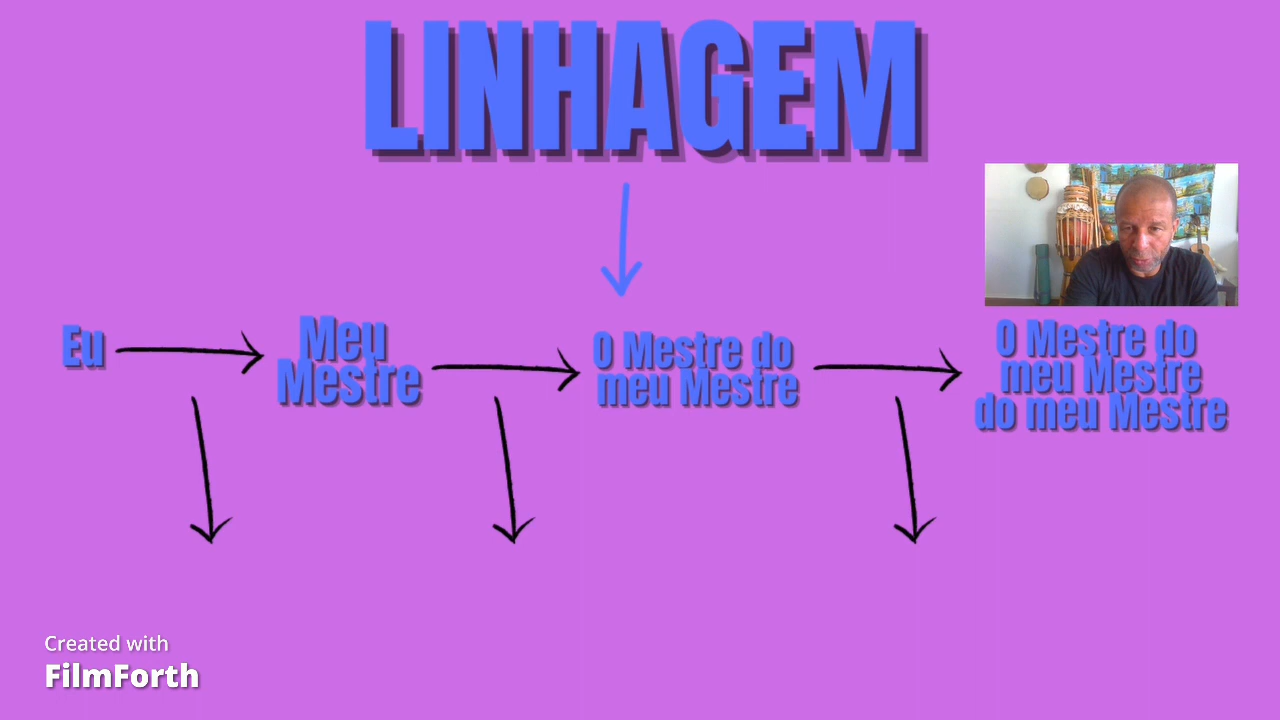 LINHAGEM
Eu
Meu
Mestre
O Mestre do
meu Mestre
O Mestre do
meu Mestre
do meu Mestre
Created with
FilmForth